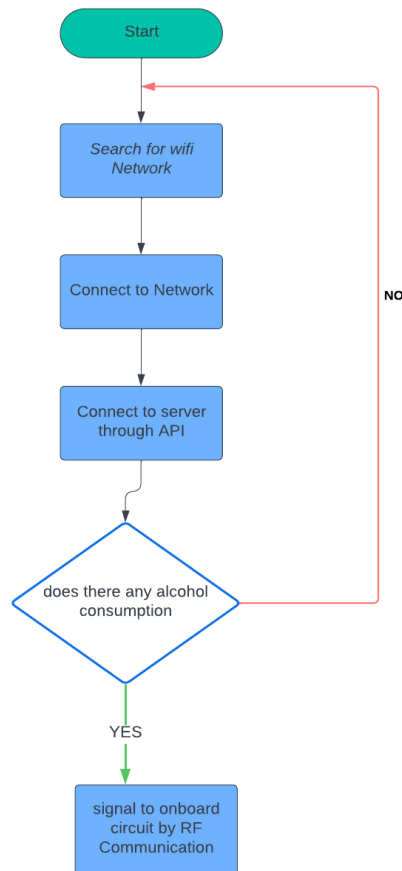 Start
Search for wifi
Network
Connect to Network
NO
Connect to server
through API
does there any alcohol
consumption
YES
signal to onboard
circuit by RF
Communication